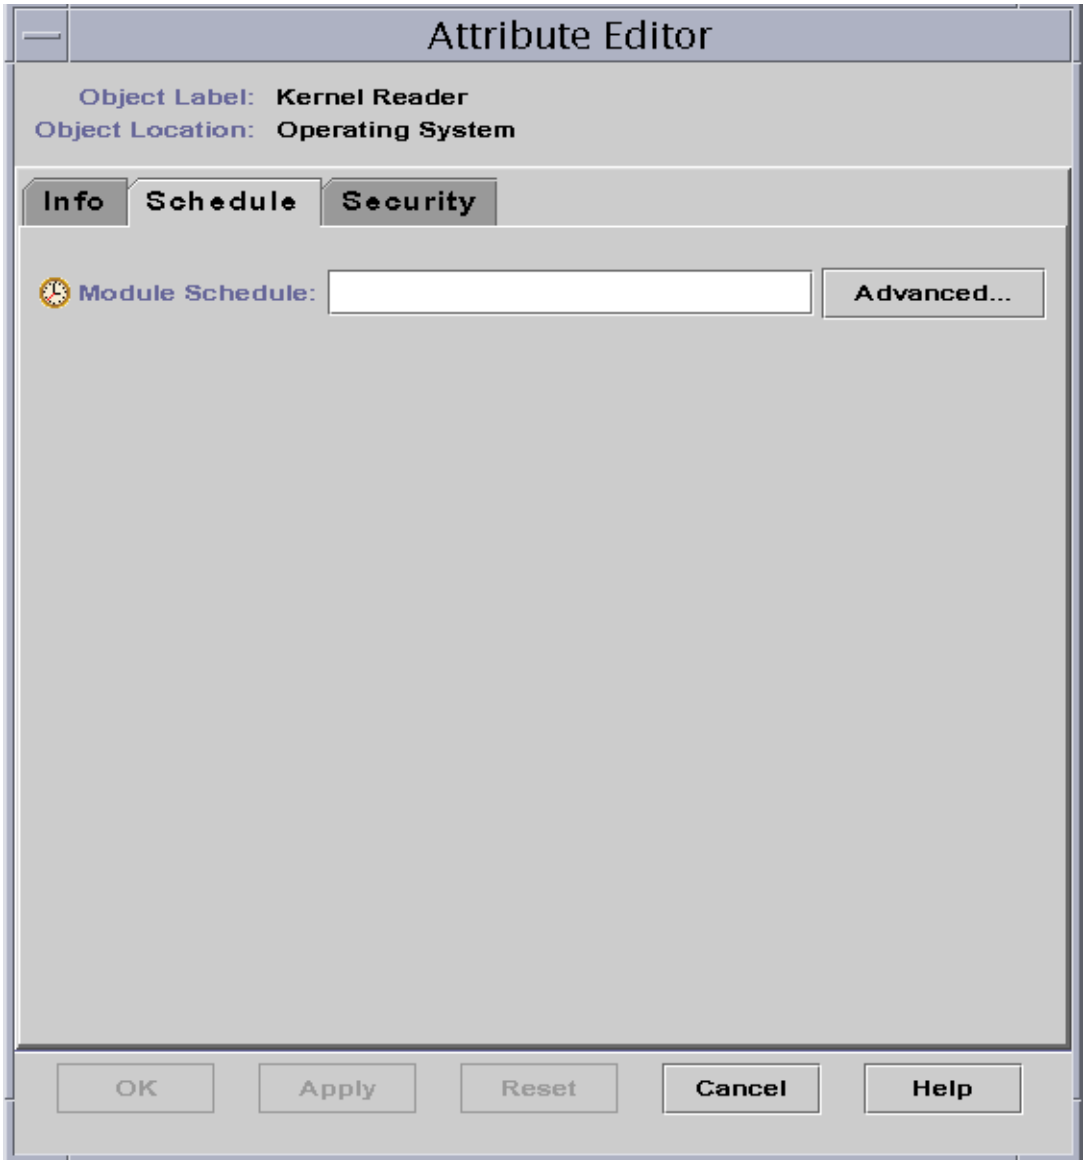 Attribute Editor
Object Label: Kernel Reader
Object Location: Operating System
Info Schedule Security
Module Schedule: Advanced...
OK Apply Reset Cancel Help